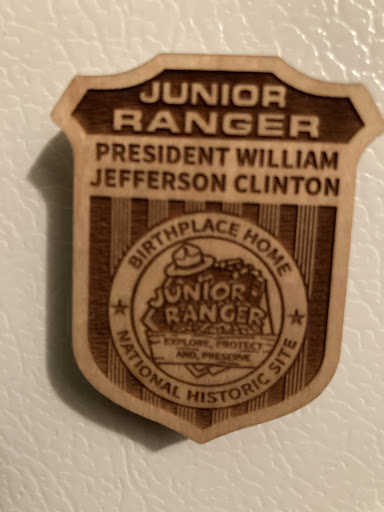 JUNIOR
RANGER
PRESIDENT WILLIAM
JEFFERSON CLINTON
BIRTHPLACE HOME
JUNIOR
RANGER
EXPLORE, PROTECT
AND, PRESERVE
NATIONAL HISTORIC SITE